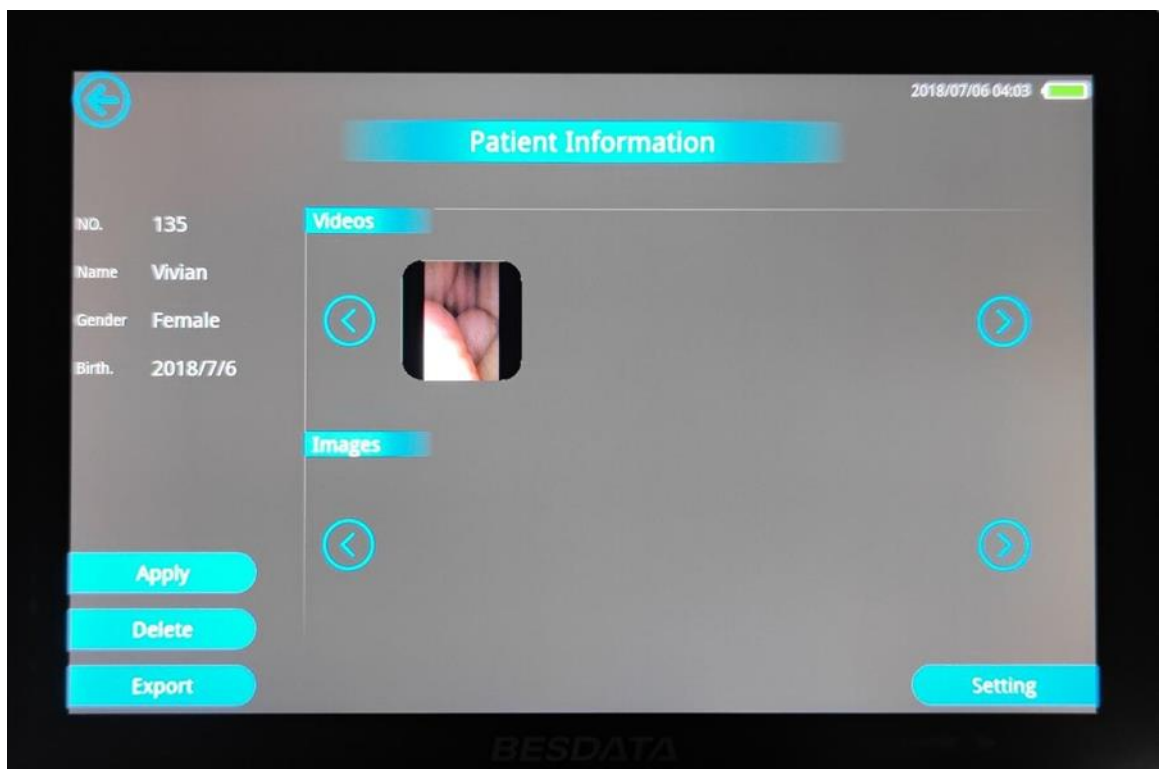 2018/07/06 04:03
Patient Information
NO. 135
Name Vivian
Gender Female
Birth. 2018/7/6
Videos
Images
Apply
Delete
Export
Setting
BESDATA